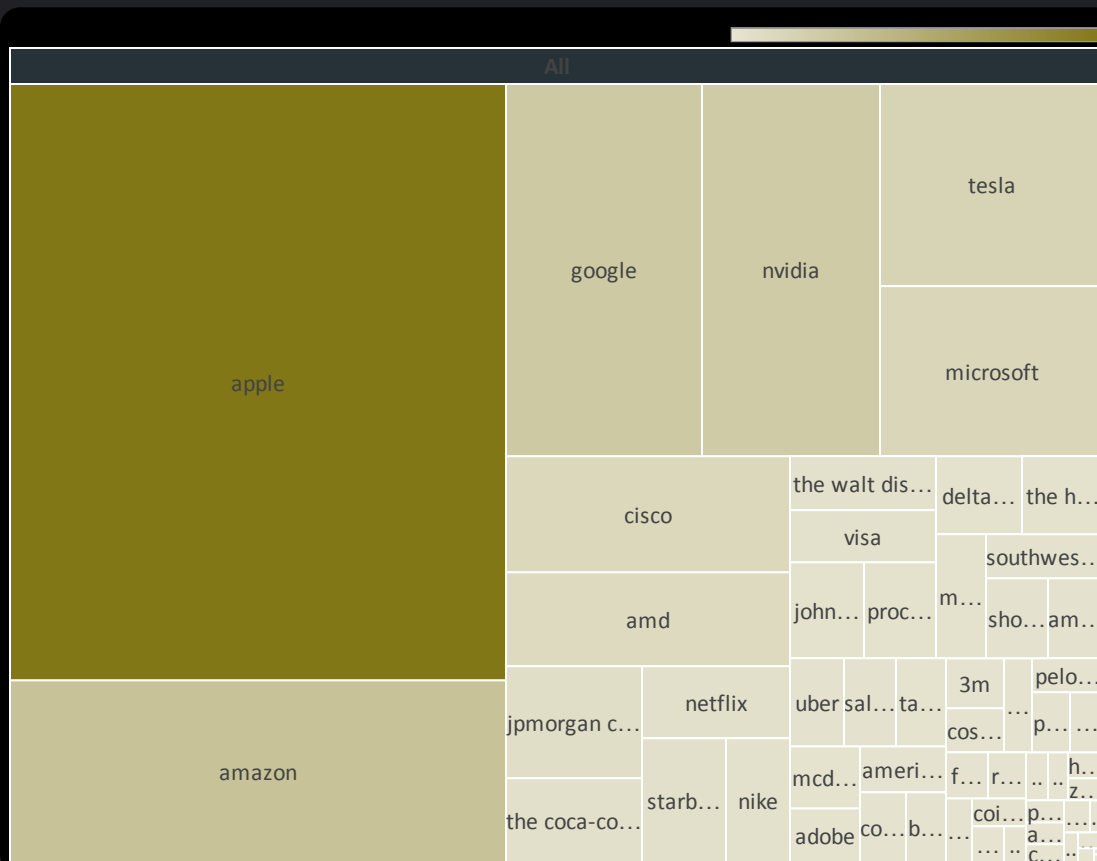 All
apple
amazon
google
nvidia
tesla
microsoft
cisco
amd
jpmorgan c...
the coca-co...
netflix
starb...
nike
the walt dis...
visa
john...
proc...
delta...
the h...
m...
southwes...
sho...
am...
uber
sal...
ta...
3m
cos...
...
pelo...
p...
...
mcd...
adobe
ameri...
co...
b...
f...
r...
..
..
h...
z...
...
coi...
...
..
p...
a...
c...
....
..
...